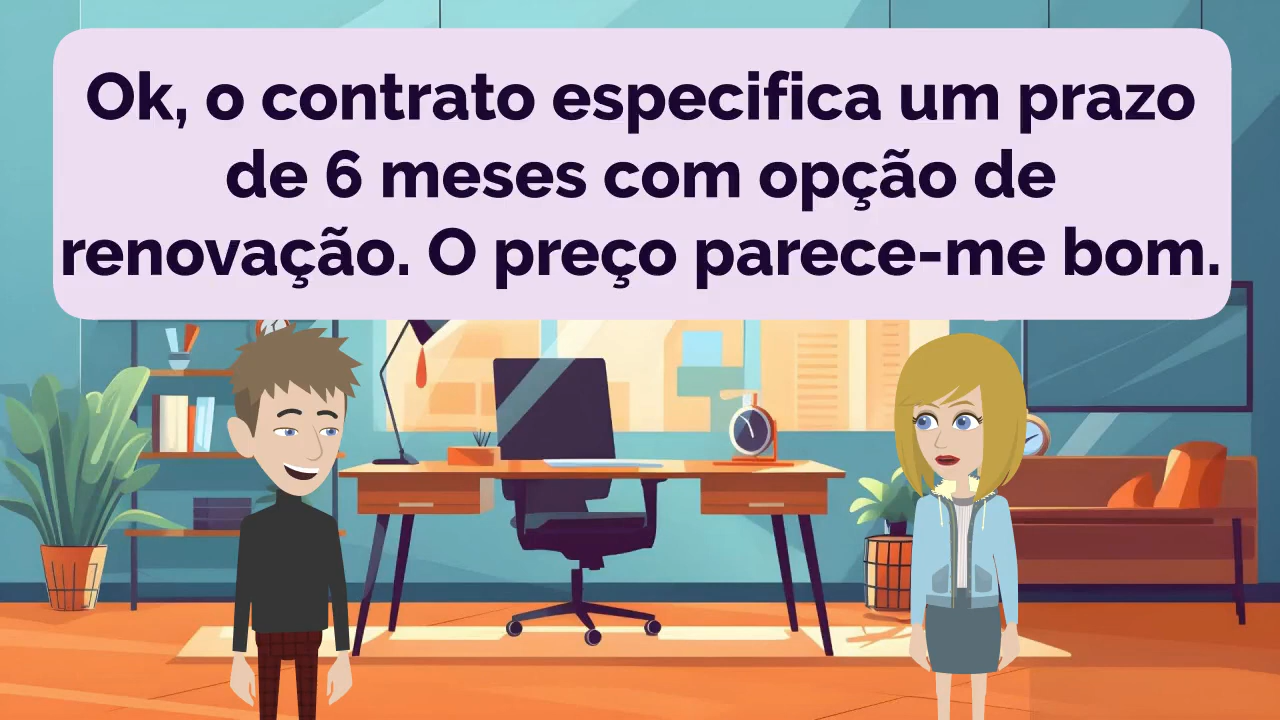 Ok, o contrato especifica um prazo
de 6 meses com opção de
renovação. O preço parece-me bom.